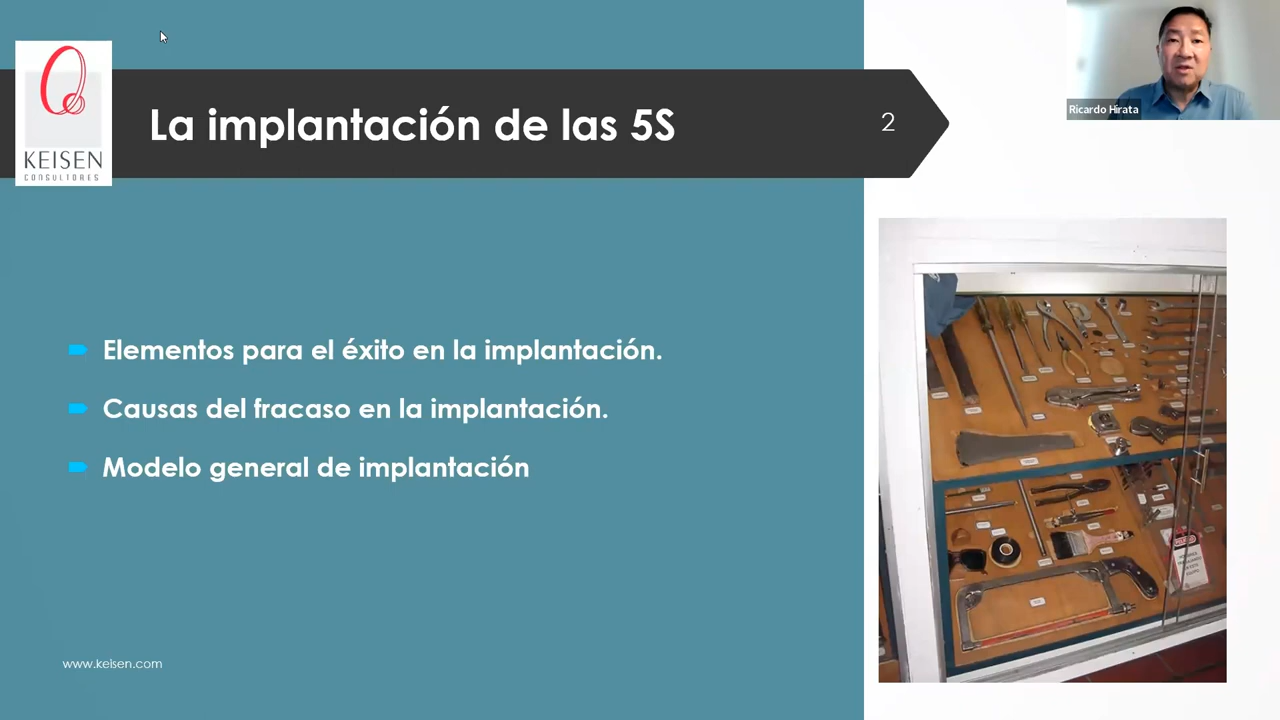 KEISEN
CONSULTORES
La implantación de las 5S
2
Ricardo Hirata
Elementos para el éxito en la implantación.
Causas del fracaso en la implantación.
Modelo general de implantación
www.keisen.com